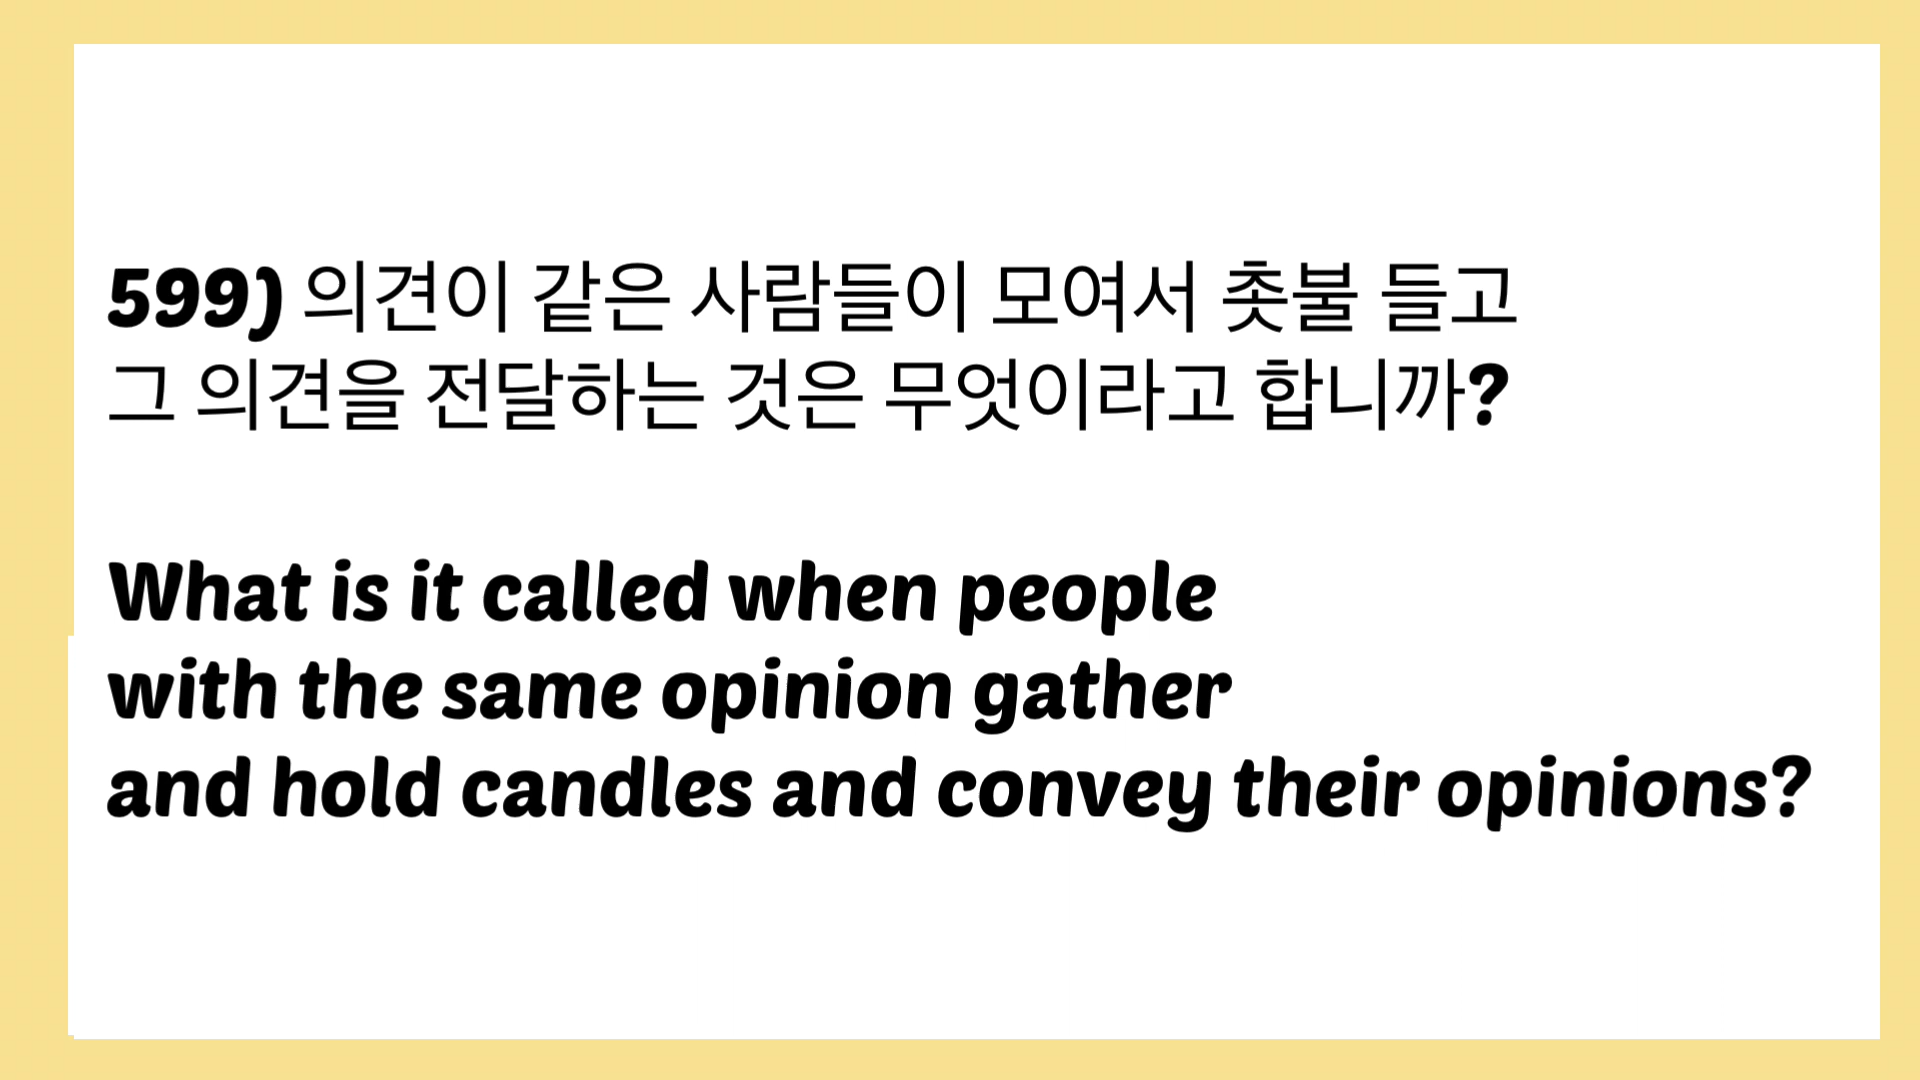 599) 의견이 같은 사람들이 모여서 촛불 들고
그 의견을 전달하는 것은 무엇이라고 합니까?
What is it called when people
with the same opinion gather
and hold candles and convey their opinions?